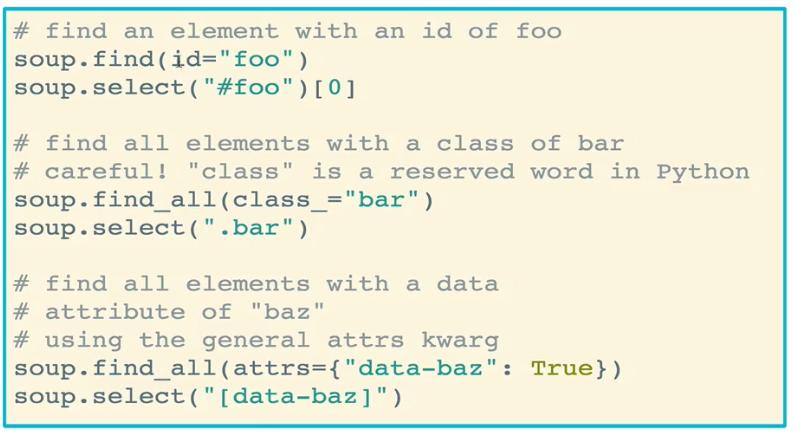 # find an element with an id of foo
soup.find(id="foo")
soup.select("#foo")[0]

# find all elements with a class of bar
# careful! "class" is a reserved word in Python
soup.find_all(class_="bar")
soup.select(".bar")

# find all elements with a data
# attribute of "baz"
# using the general attrs kwarg
soup.find_all(attrs={"data-baz": True})
soup.select("[data-baz]")